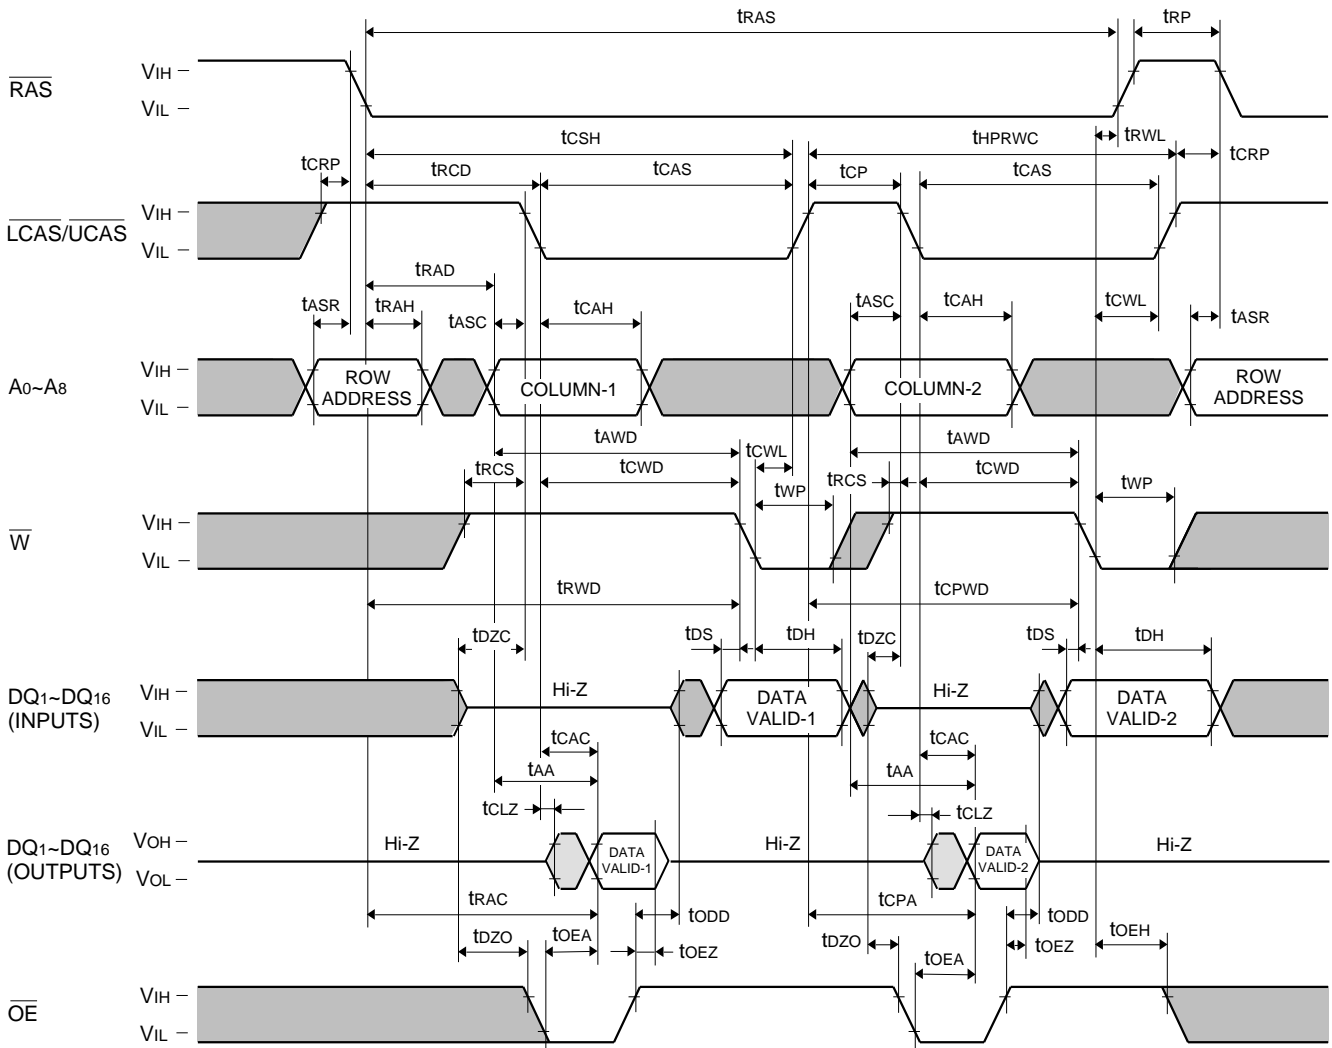 tRAS tRP
RAS VIH
VIL
tCSH tHPRWC tRWL
tCRP tRCD tCAS tCP tCAS tCRP
LCAS/UCAS VIH
VIL
tRAD
tASR tRAH tASC tCAH tASC tCAH tCWL tASR
A0~A8 VIH
VIL
ROW ADDRESS COLUMN-1 COLUMN-2 ROW ADDRESS
tAWD tCWL tAWD
tRCS tCWD tWP tRCS tCWD tWP
W VIH
VIL
tRWD tCPWD
tDZC tDS tDH tDZC tDS tDH
DQ1~DQ16 (INPUTS) VIH
VIL
Hi-Z DATA VALID-1 Hi-Z DATA VALID-2
tCAC tCAC
tAA tAA
tCLZ tCLZ
DQ1~DQ16 (OUTPUTS) VOH
VOL
Hi-Z DATA VALID-1 Hi-Z DATA VALID-2 Hi-Z
tRAC tODD tCPA tODD
tDZO tOEA tOEZ tDZO tOEA tOEZ tOEH
OE VIH
VIL